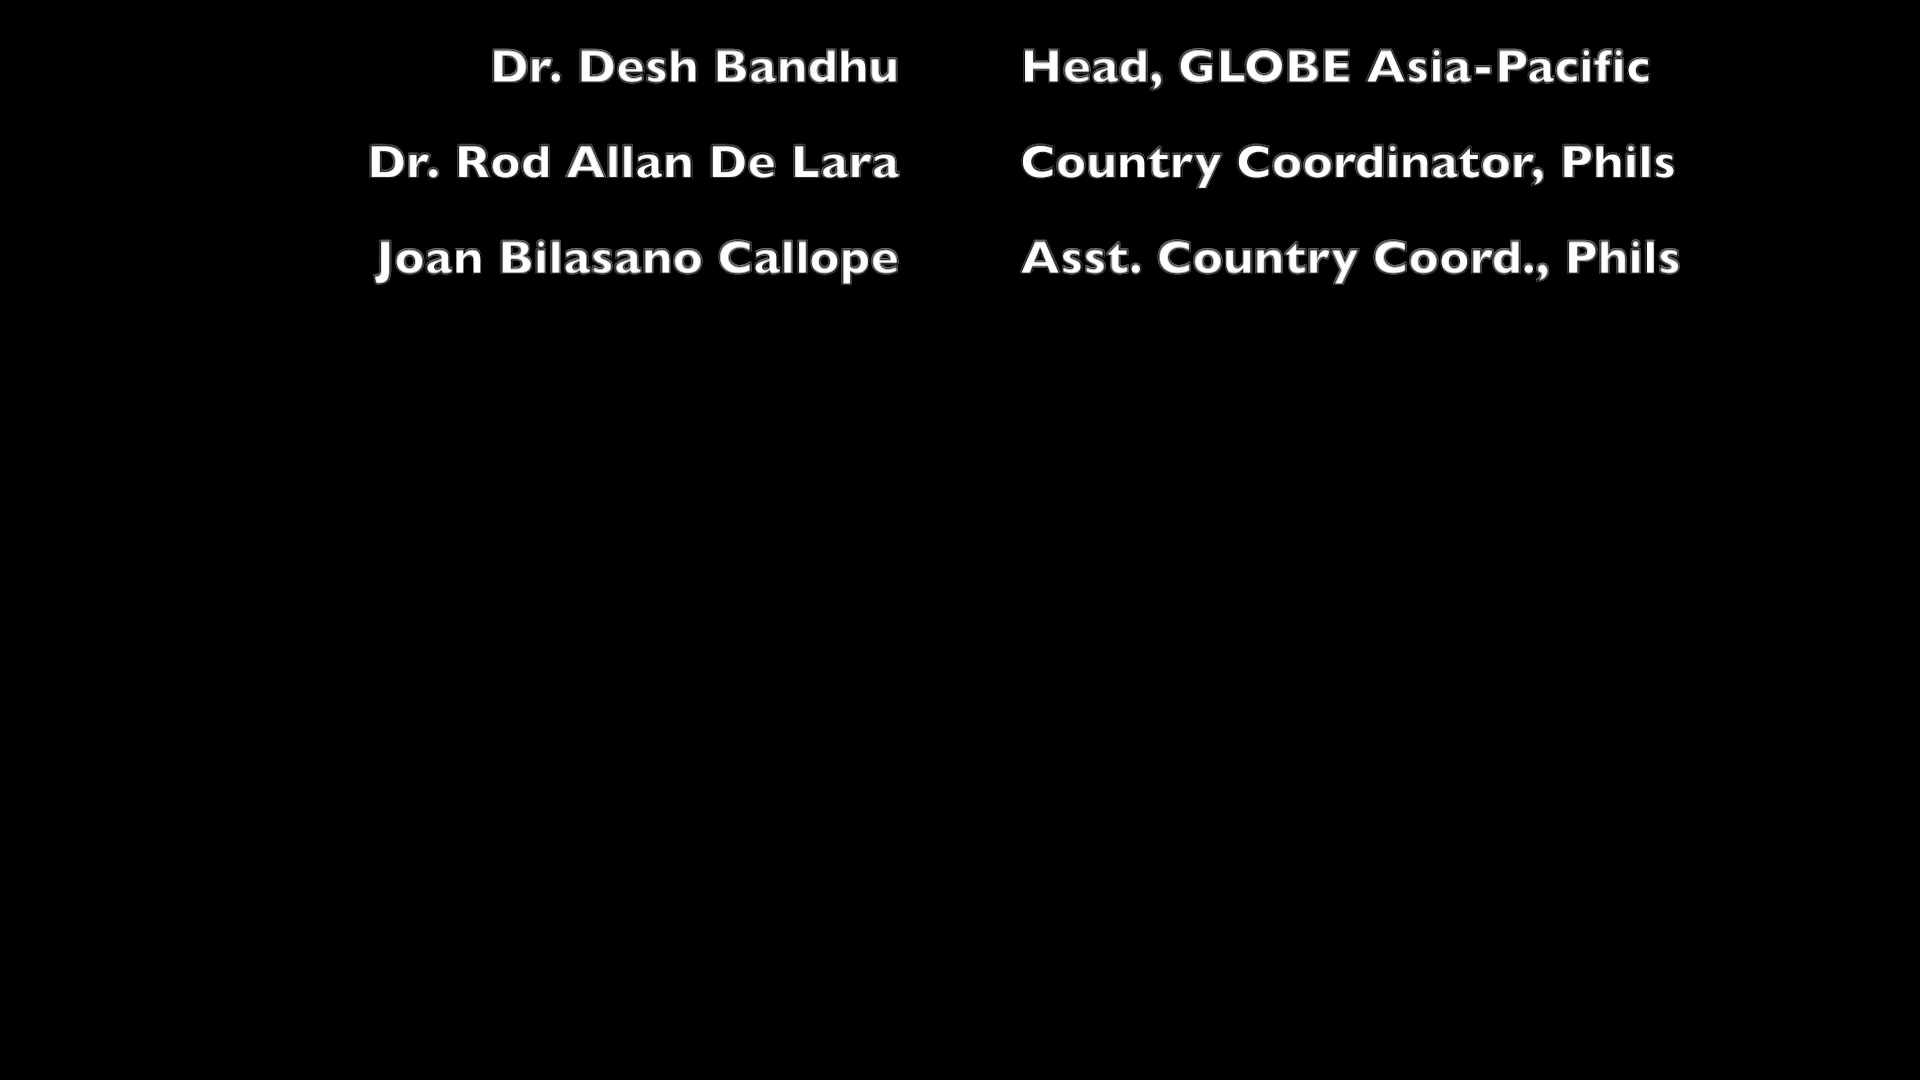 Dr. Desh Bandhu Head, GLOBE Asia-Pacific
Dr. Rod Allan De Lara Country Coordinator, Phils
Joan Bilasano Callope Asst. Country Coord., Phils